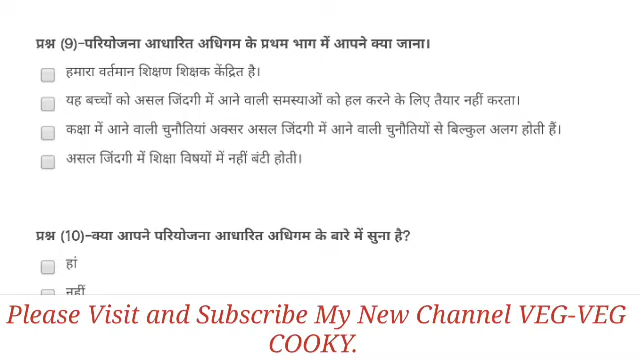 प्रश्न (9)-परियोजना आधारित अधिगम के प्रथम भाग में आपने क्या जाना।
हमारा वर्तमान शिक्षण शिक्षक केंद्रित है।
यह बच्चों को असल जिंदगी में आने वाली समस्याओं को हल करने के लिए तैयार नहीं करता।
कक्षा में आने वाली चुनौतियां अक्सर असल जिंदगी में आने वाली चुनौतियों से बिल्कुल अलग होती हैं।
असल जिंदगी में शिक्षा विषयों में नहीं बंटी होती।
प्रश्न (10)-क्या आपने परियोजना आधारित अधिगम के बारे में सुना है?
हां
नहीं
Please Visit and Subscribe My New Channel VEG-VEG
COOKY.